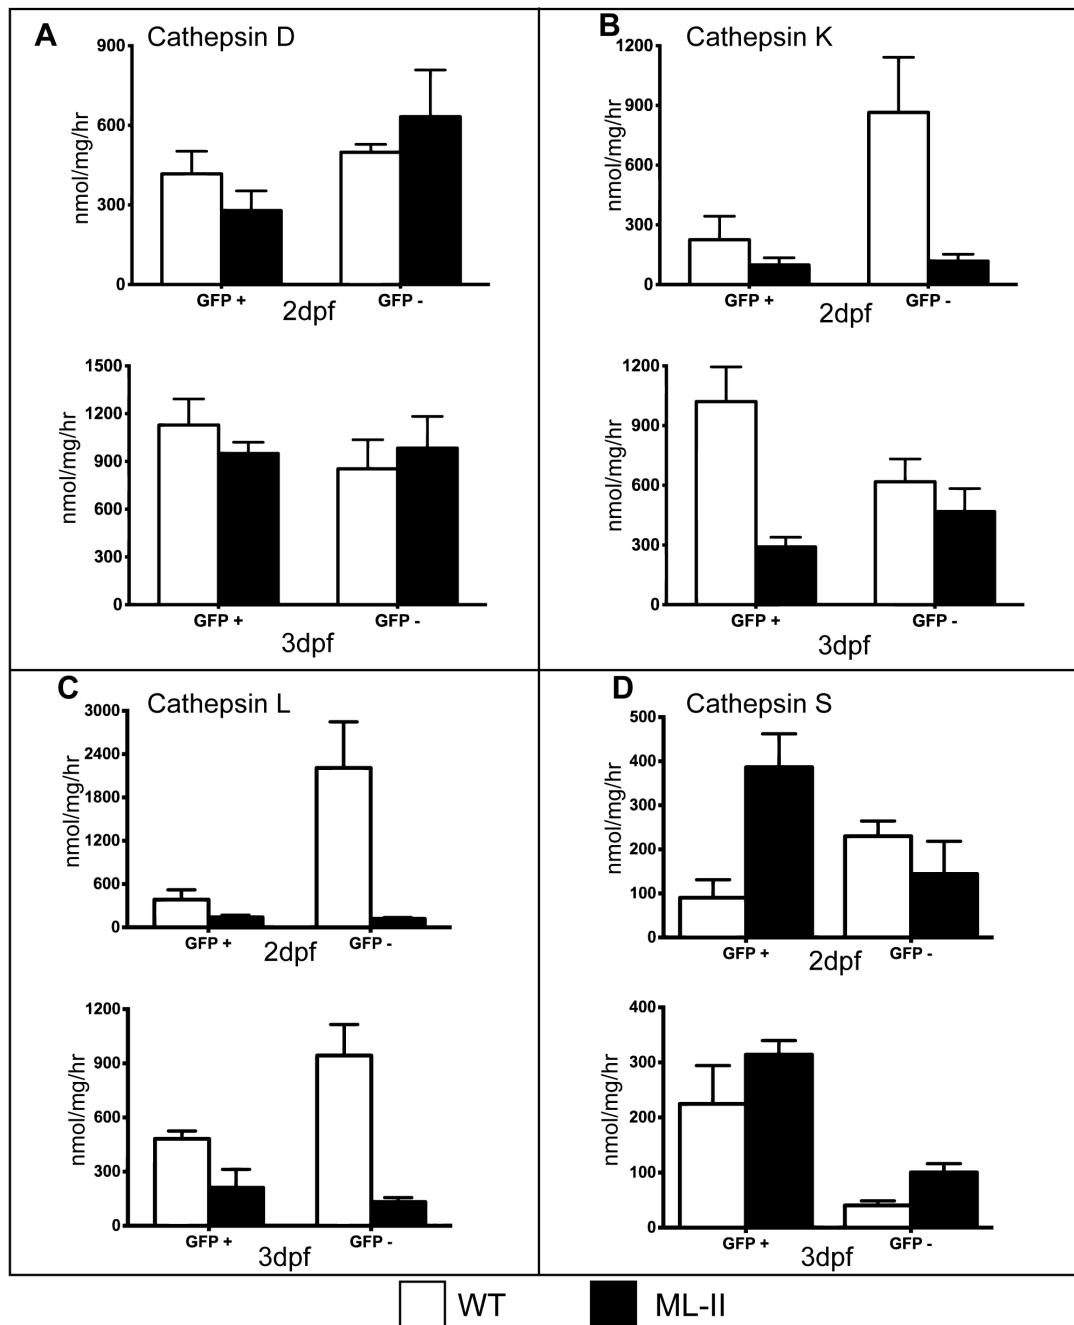 A Cathepsin D
900
600
300
0
nmol/mg/hr
GFP + GFP -
2dpf
1500
1200
900
600
300
0
nmol/mg/hr
GFP + GFP -
3dpf
B Cathepsin K
1200
900
600
300
0
nmol/mg/hr
GFP + GFP -
2dpf
1200
900
600
300
0
nmol/mg/hr
GFP + GFP -
3dpf
C Cathepsin L
3000
2400
1800
1200
600
0
nmol/mg/hr
GFP + GFP -
2dpf
1200
900
600
300
0
nmol/mg/hr
GFP + GFP -
3dpf
D Cathepsin S
500
400
300
200
100
0
nmol/mg/hr
GFP + GFP -
2dpf
400
300
200
100
0
nmol/mg/hr
GFP + GFP -
3dpf
WT ML-II